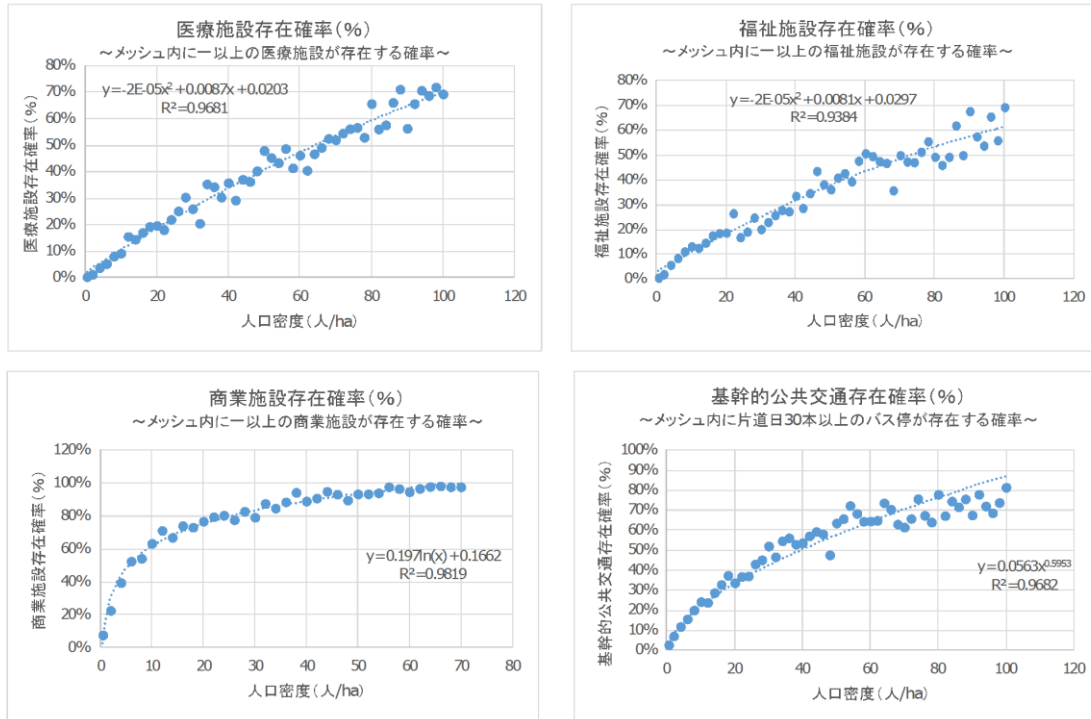 医療施設存在確率(%)
～メッシュ内に一以上の医療施設が存在する確率～
医療施設存在確率(%)
80%
70%
60%
50%
40%
30%
20%
10%
0%
y=-2E-05x²+0.0087x+0.0203
R²=0.9681
0 20 40 60 80 100 120
人口密度(人/ha)
福祉施設存在確率(%)
～メッシュ内に一以上の福祉施設が存在する確率～
福祉施設存在確率(%)
80%
70%
60%
50%
40%
30%
20%
10%
0%
y=-2E-05x²+0.0081x+0.0297
R²=0.9384
0 20 40 60 80 100 120
人口密度(人/ha)
商業施設存在確率(%)
～メッシュ内に一以上の商業施設が存在する確率～
商業施設存在確率(%)
120%
100%
80%
60%
40%
20%
0%
y=0.197ln(x)+0.1662
R²=0.9819
0 10 20 30 40 50 60 70 80
人口密度(人/ha)
基幹的公共交通存在確率(%)
～メッシュ内に片道日30本以上のバス停が存在する確率～
基幹的公共交通存在確率(%)
100%
90%
80%
70%
60%
50%
40%
30%
20%
10%
0%
y=0.0563x^0.5953
R²=0.9682
0 20 40 60 80 100 120
人口密度(人/ha)